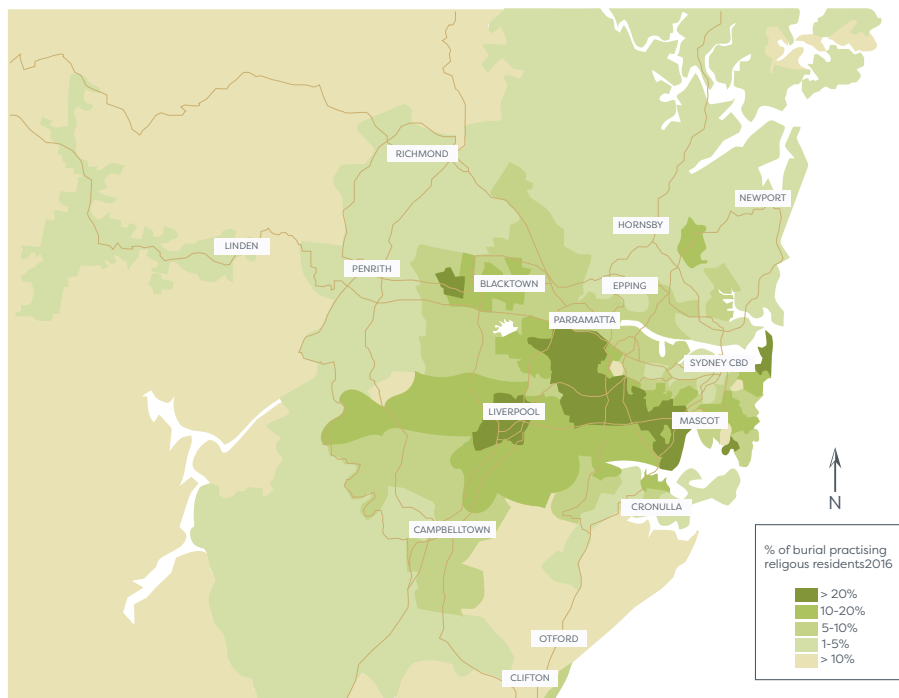 RICHMOND
NEWPORT
HORNSBY
LINDEN
PENRITH
BLACKTOWN
EPPING
PARRAMATTA
SYDNEY CBD
LIVERPOOL
MASCOT
N
CRONULLA
CAMPBELLTOWN
% of burial practising
religous residents2016
> 20%
10-20%
5-10%
1-5%
> 10%
OTFORD
CLIFTON